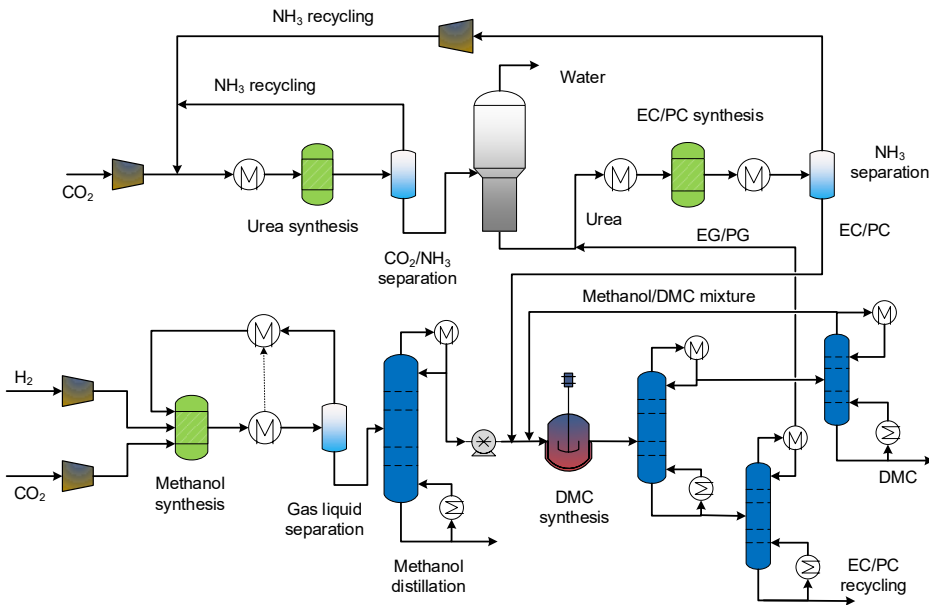 NH₃ recycling
NH₃ recycling
Water
EC/PC synthesis
CO₂
Urea synthesis
NH₃
separation
Urea
EG/PG
EC/PC
CO₂/NH₃
separation
Methanol/DMC mixture
H₂
CO₂
Methanol
synthesis
Gas liquid
separation
Methanol
distillation
DMC
synthesis
DMC
EC/PC
recycling